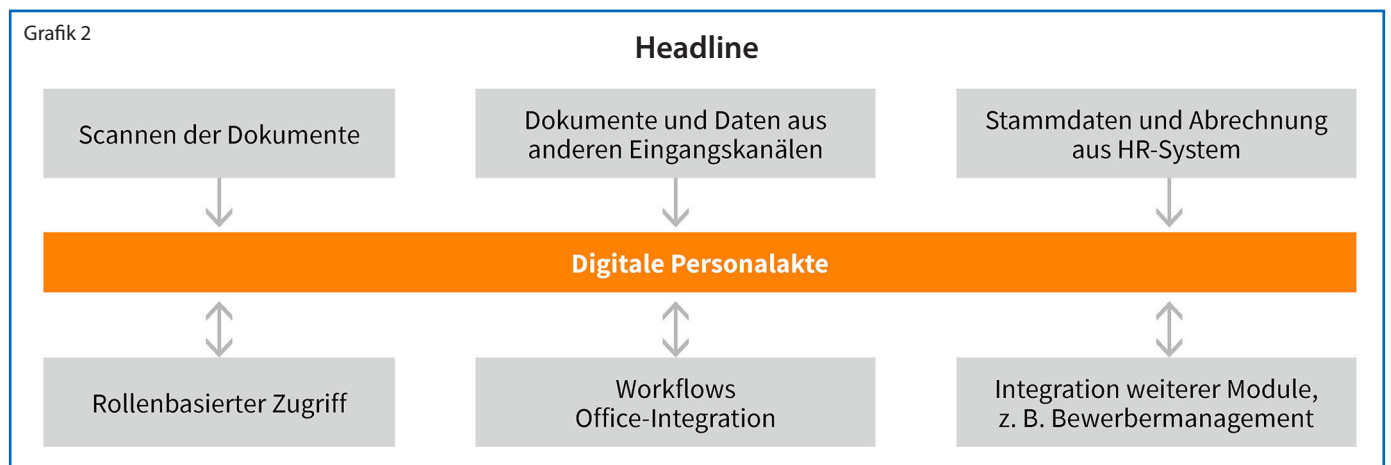 Grafik 2
Headline
Scannen der Dokumente
Dokumente und Daten aus
anderen Eingangskanälen
Stammdaten und Abrechnung
aus HR-System
Digitale Personalakte
Rollenbasierter Zugriff
Workflows
Office-Integration
Integration weiterer Module,
z. B. Bewerbermanagement